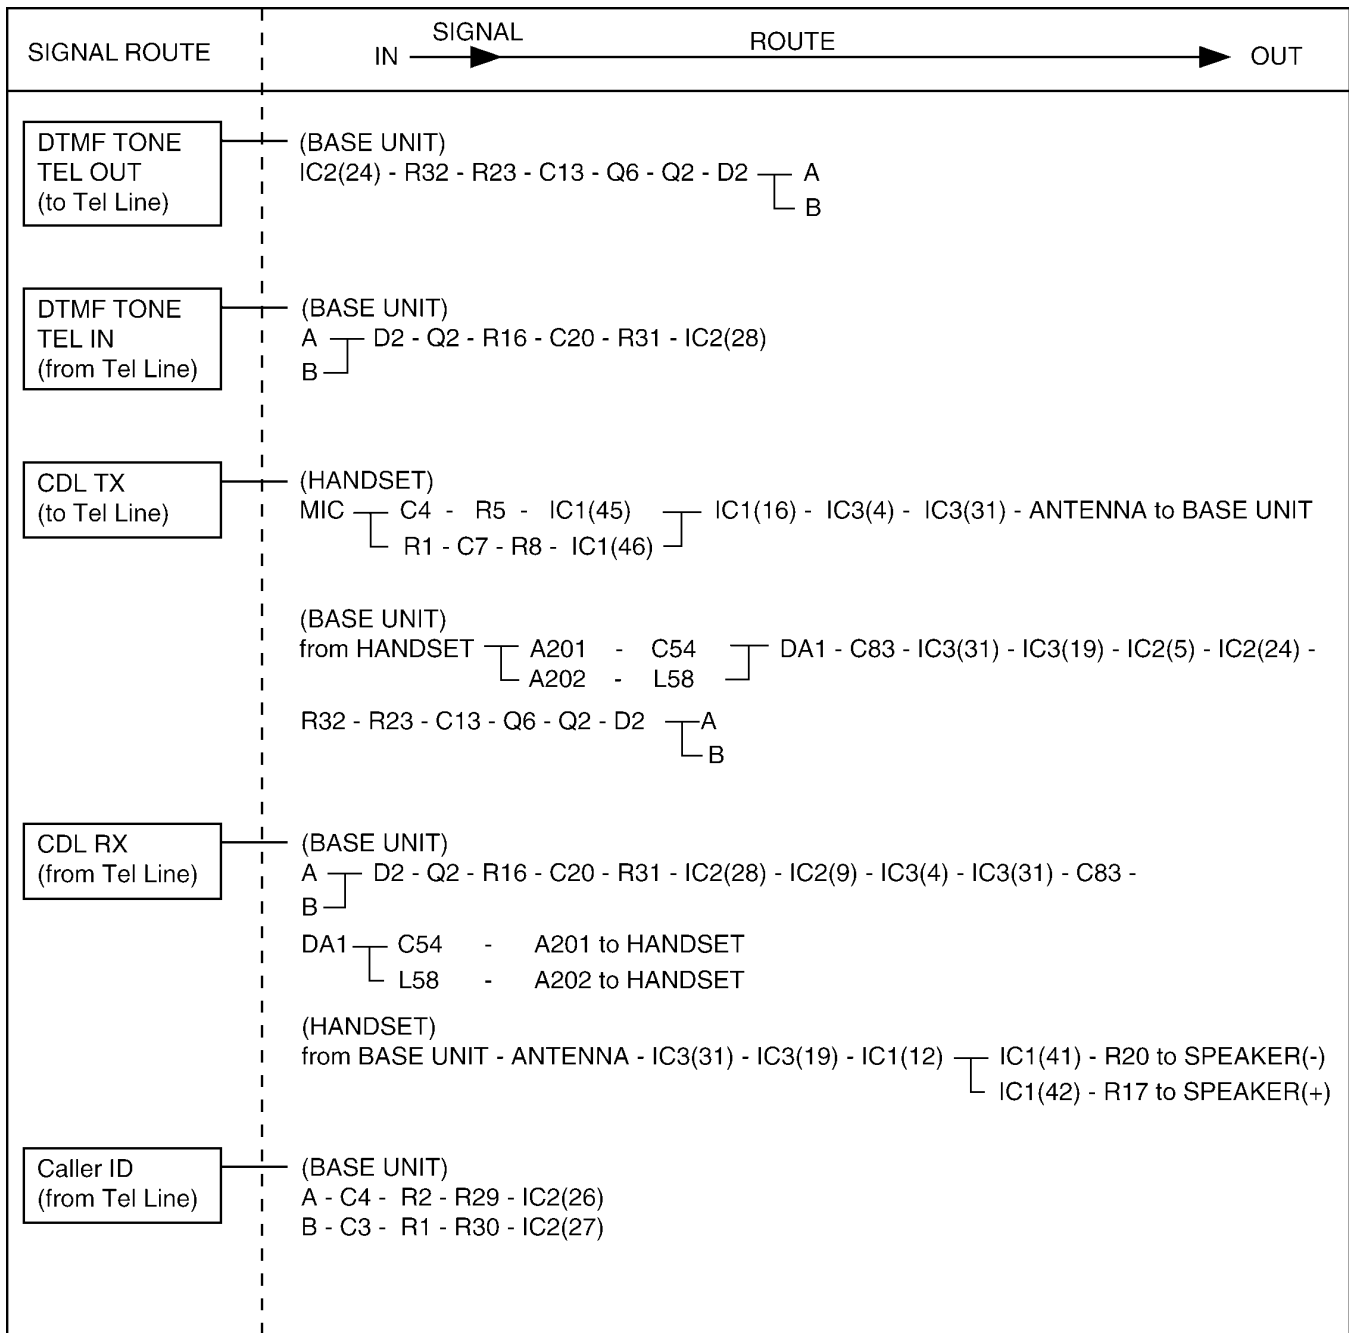 SIGNAL ROUTE
SIGNAL
IN ROUTE OUT
DTMF TONE
TEL OUT
(to Tel Line)
(BASE UNIT)
IC2(24) - R32 - R23 - C13 - Q6 - Q2 - D2 A
B
DTMF TONE
TEL IN
(from Tel Line)
(BASE UNIT)
A D2 - Q2 - R16 - C20 - R31 - IC2(28)
B
CDL TX
(to Tel Line)
(HANDSET)
MIC C4 - R5 - IC1(45) IC1(16) - IC3(4) - IC3(31) - ANTENNA to BASE UNIT
R1 - C7 - R8 - IC1(46)
(BASE UNIT)
from HANDSET A201 - C54 DA1 - C83 - IC3(31) - IC3(19) - IC2(5) - IC2(24) -
A202 - L58
R32 - R23 - C13 - Q6 - Q2 - D2 A
B
CDL RX
(from Tel Line)
(BASE UNIT)
A D2 - Q2 - R16 - C20 - R31 - IC2(28) - IC2(9) - IC3(4) - IC3(31) - C83 -
B
DA1 C54 - A201 to HANDSET
L58 - A202 to HANDSET
(HANDSET)
from BASE UNIT - ANTENNA - IC3(31) - IC3(19) - IC1(12) IC1(41) - R20 to SPEAKER(-)
IC1(42) - R17 to SPEAKER(+)
Caller ID
(from Tel Line)
(BASE UNIT)
A - C4 - R2 - R29 - IC2(26)
B - C3 - R1 - R30 - IC2(27)